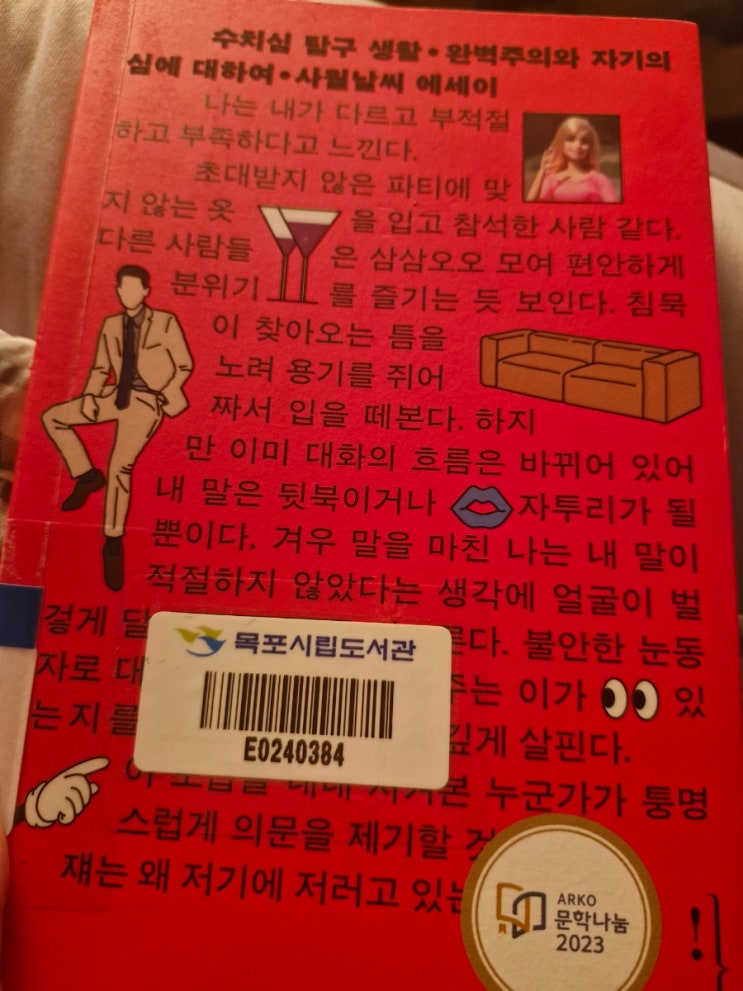 수치심 탐구 생활 • 완벽주의와 자기의
심에 대하여 • 사월날씨 에세이
나는 내가 다르고 부적절
하고 부족하다고 느낀다.
초대받지 않은 파티에 맞
지 않는 옷 을 입고 참석한 사람 같다.
다른 사람들 은 삼삼오오 모여 편안하게
분위기 를 즐기는 듯 보인다. 침묵
이 찾아오는 틈을
노려 용기를 쥐어
짜서 입을 떼본다. 하지
만 이미 대화의 흐름은 바뀌어 있어
내 말은 뒷북이거나 자투리가 될
뿐이다. 겨우 말을 마친 나는 내 말이
적절하지 않았다는 생각에 얼굴이 벌
겋게 달 른다. 불안한 눈동
자로 대 주는 이가 있
는지를 깊게 살핀다.
누군가가 퉁명
스럽게 의문을 제기할
쟤는 왜 저기에 저러고 있는
!
목포시립도서관
E0240384
ARKO
문학나눔
2023